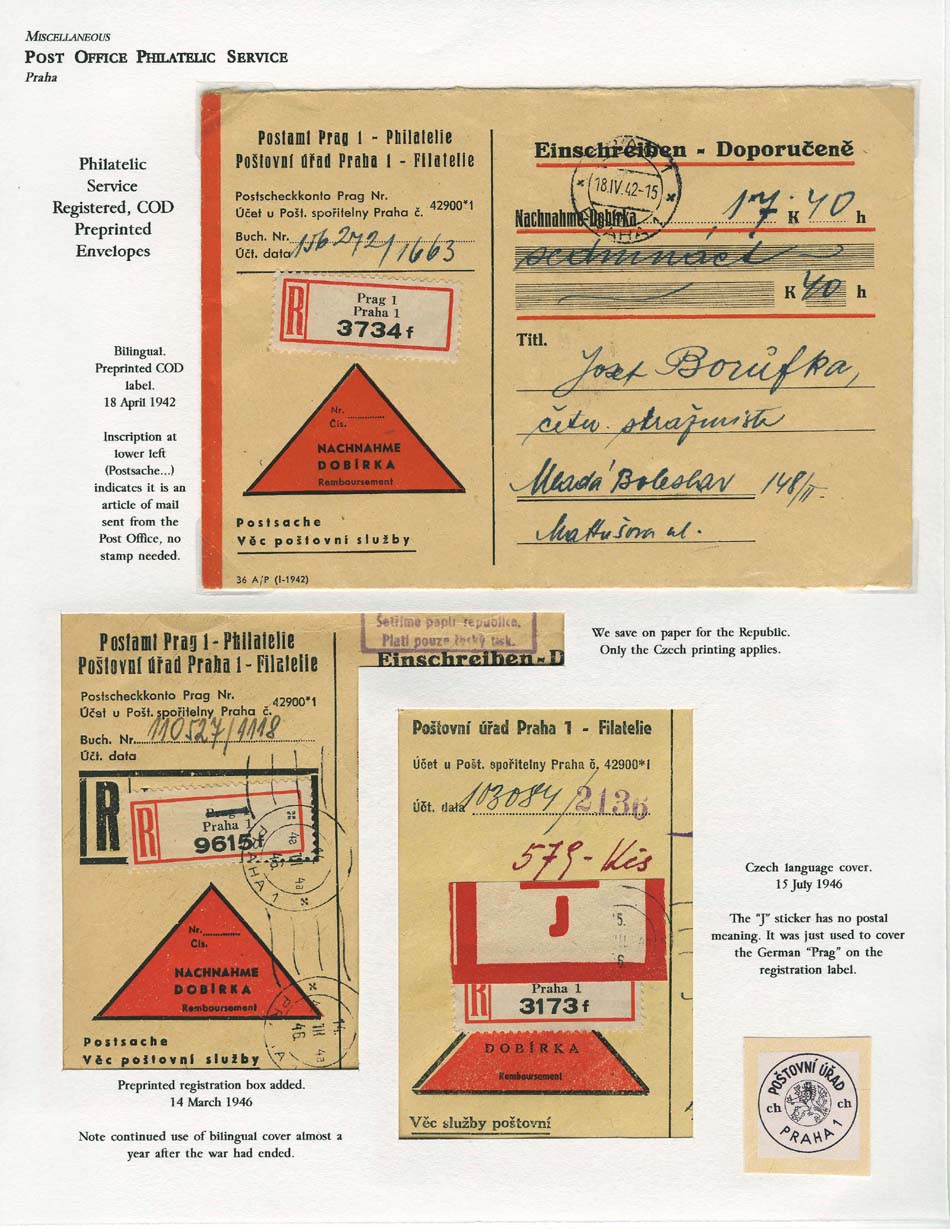 MISCELLANEOUS
POST OFFICE PHILATELIC SERVICE
Praha
Philatelic
Service
Registered, COD
Preprinted
Envelopes
Bilingual.
Preprinted COD
label.
18 April 1942
Inscription at
lower left
(Postsache...)
indicates it is an
article of mail
sent from the
Post Office, no
stamp needed.
Postamt Prag 1 - Philatelie
Poštovní úřad Praha 1 - Filatelie
Postscheckkonto Prag Nr.
Účet u Pošt. spořitelny Praha č. 42900*1
Buch. Nr.
Účt. data 156272/1663
R
Prag 1
Praha 1
3734 f
Nr.
Čís.
NACHNAHME
DOBÍRKA
Remboursement
Postsache
Věc poštovní služby
36 A/P (I-1942)
Einschreiben - Doporučeně
18.IV.42-15
PRAHA 1
Nachnahme-Dobírka 17 K 40 h
sedmnáct
K 40 h
Titl.
Josef Borůfka,
četn. strážmistr
Mladá Boleslav 148/II.
ul.
Postamt Prag 1 - Philatelie
Poštovní úřad Praha 1 - Filatelie
Postscheckkonto Prag Nr.
Účet u Pošt. spořitelny Praha č. 42900*1
Buch. Nr. 110527/1118
Účt. data
Šetříme papír republice.
Platí pouze český tisk.
Einschreiben-D
R
R
Prag 1
Praha 1
9615 f
PRAHA 1
Nr.
Čís.
NACHNAHME
DOBÍRKA
Remboursement
Postsache
Věc poštovní služby
Preprinted registration box added.
14 March 1946
Note continued use of bilingual cover almost a
year after the war had ended.
We save on paper for the Republic.
Only the Czech printing applies.
Poštovní úřad Praha 1 - Filatelie
Účet u Pošt. spořitelny Praha č. 42900*1
Účt. data 103084/2136
579 - Kčs
J
R
Praha 1
3173 f
DOBÍRKA
Remboursement
Věc služby poštovní
Czech language cover.
15 July 1946
The "J" sticker has no postal
meaning. It was just used to cover
the German "Prag" on the
registration label.
POŠTOVNÍ ÚŘAD
ch ch
PRAHA 1